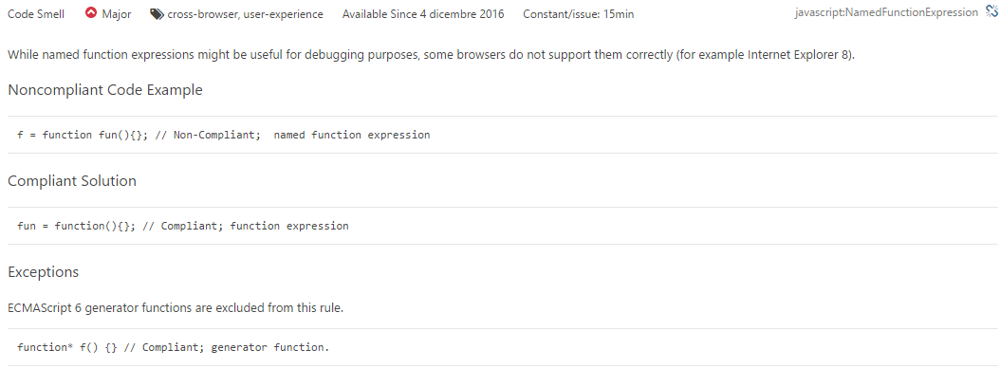 Code Smell Major cross-browser, user-experience Available Since 4 dicembre 2016 Constant/issue: 15min javascript:NamedFunctionExpression
While named function expressions might be useful for debugging purposes, some browsers do not support them correctly (for example Internet Explorer 8).
Noncompliant Code Example
f = function fun(){}; // Non-Compliant;  named function expression
Compliant Solution
fun = function(){}; // Compliant; function expression
Exceptions
ECMAScript 6 generator functions are excluded from this rule.
function* f() {} // Compliant; generator function.